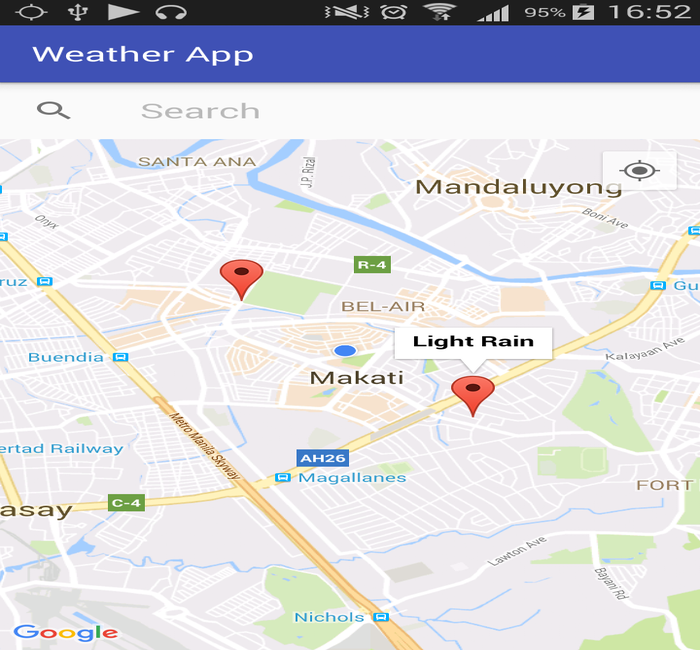 95% 16:52
Weather App
Search
SANTA ANA
J.P. Rizal
Mandaluyong
Onyx
Boni Ave
R-4
ruz
Gu
BEL-AIR
Light Rain
Kalayaan Ave
Buendia
Makati
Metro Manila Skyway
ertad Railway
AH26
Magallanes
FORT
C-4
asay
Lawton Ave
Bayani Rd
Nichols
Google